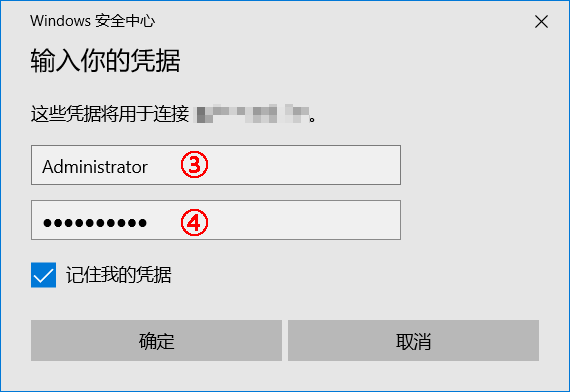 Windows 安全中心
输入你的凭据
这些凭据将用于连接 。
Administrator ③
●●●●●●●●●● ④
记住我的凭据
确定 取消